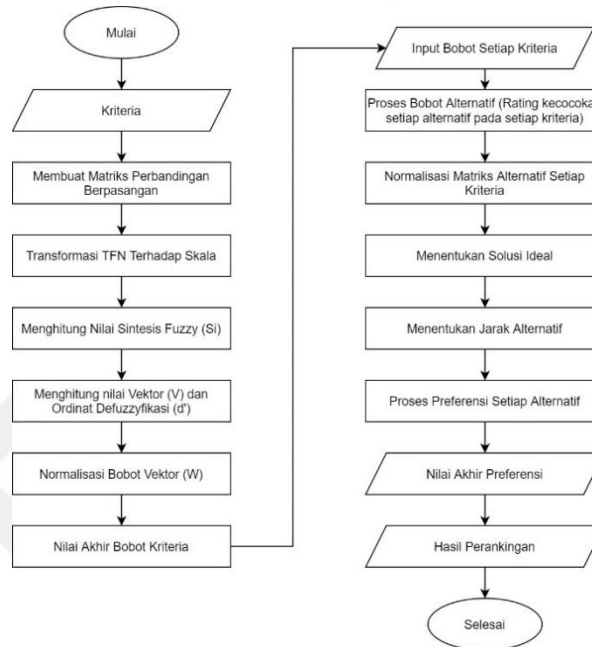 Mulai
Kriteria
Membuat Matriks Perbandingan
Berpasangan
Transformasi TFN Terhadap Skala
Menghitung Nilai Sintesis Fuzzy (Si)
Menghitung nilai Vektor (V) dan
Ordinat Defuzzyfikasi (d')
Normalisasi Bobot Vektor (W)
Nilai Akhir Bobot Kriteria
Input Bobot Setiap Kriteria
Proses Bobot Alternatif (Rating kecocoka
setiap alternatif pada setiap kriteria)
Normalisasi Matriks Alternatif Setiap
Kriteria
Menentukan Solusi Ideal
Menentukan Jarak Alternatif
Proses Preferensi Setiap Alternatif
Nilai Akhir Preferensi
Hasil Perankingan
Selesai